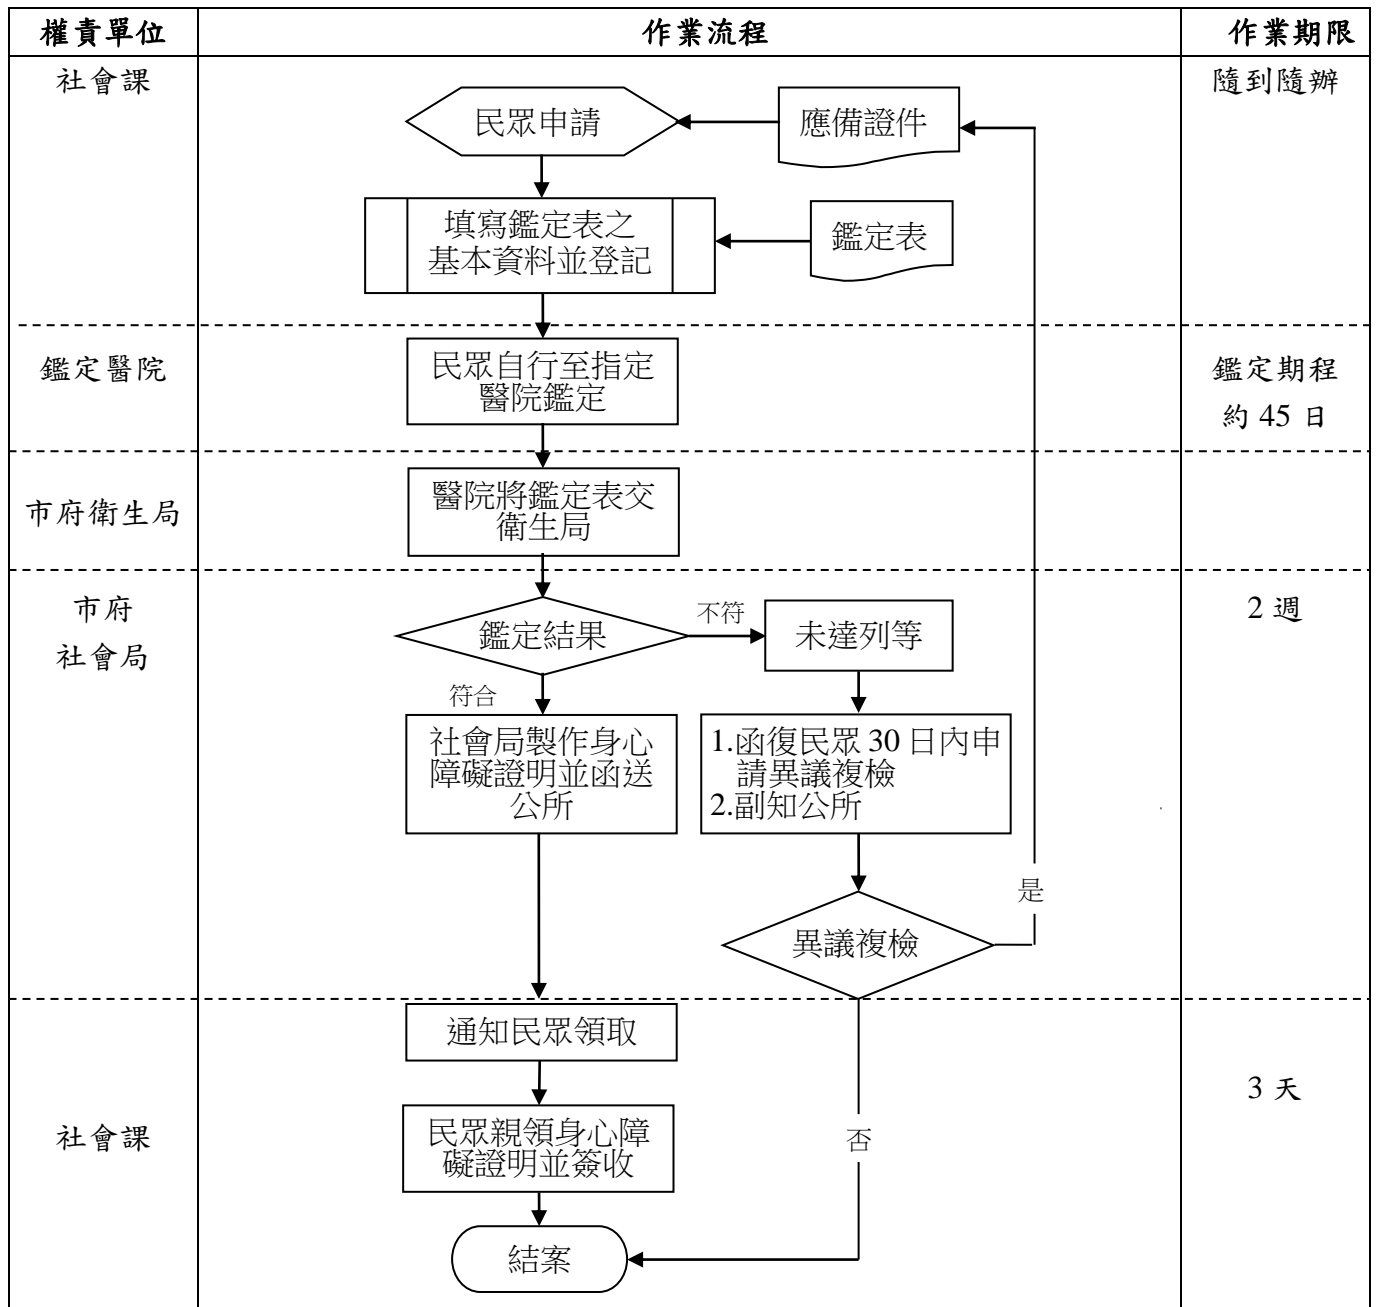 權責單位
作業流程
作業期限
社會課
隨到隨辦
民眾申請
應備證件
填寫鑑定表之
基本資料並登記
鑑定表
鑑定醫院
民眾自行至指定
醫院鑑定
鑑定期程
約 45 日
市府衛生局
醫院將鑑定表交
衛生局
市府
社會局
2 週
鑑定結果
不符
未達列等
符合
社會局製作身心
障礙證明並函送
公所
1.函復民眾 30 日內申
請異議複檢
2.副知公所
是
異議複檢
通知民眾領取
3 天
社會課
民眾親領身心障
礙證明並簽收
否
結案